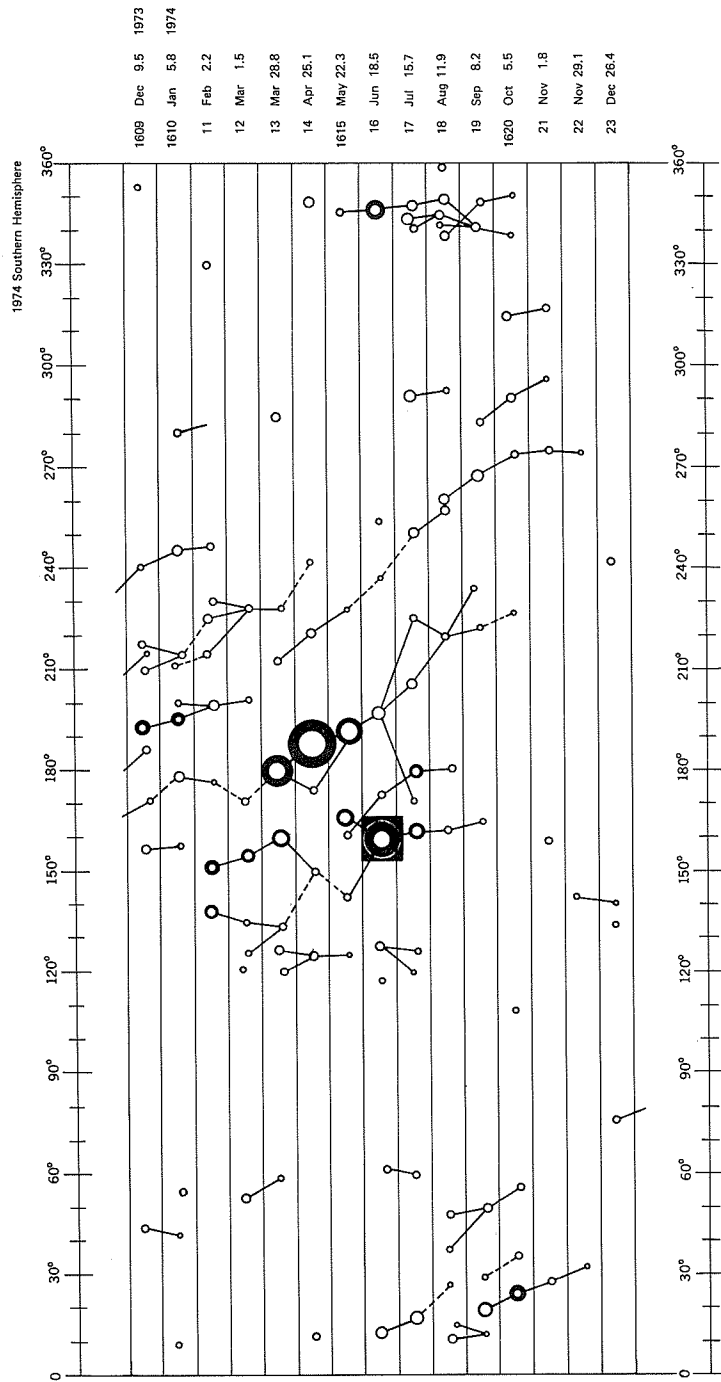 1974 Southern Hemisphere
1609 Dec 9.5 1973
1610 Jan 5.8 1974
11 Feb 2.2
12 Mar 1.5
13 Mar 28.8
14 Apr 25.1
1615 May 22.3
16 Jun 18.5
17 Jul 15.7
18 Aug 11.9
19 Sep 8.2
1620 Oct 5.5
21 Nov 1.8
22 Nov 29.1
23 Dec 26.4
0 30° 60° 90° 120° 150° 180° 210° 240° 270° 300° 330° 360°
0 30° 60° 90° 120° 150° 180° 210° 240° 270° 300° 330° 360°